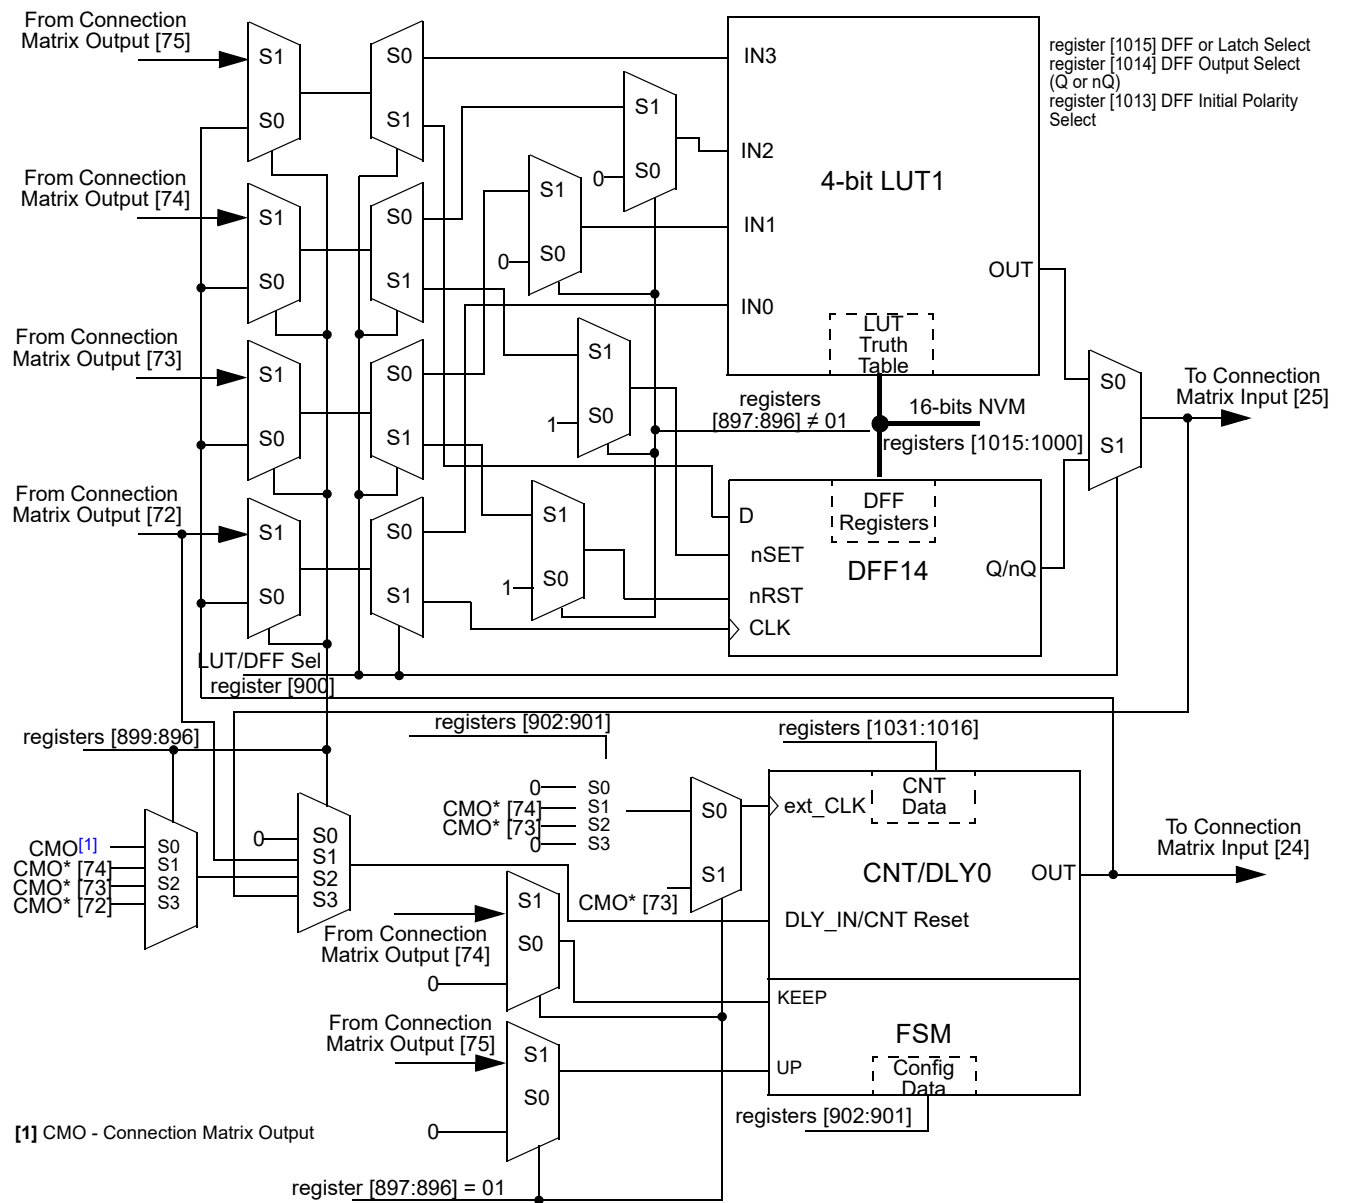 From Connection
Matrix Output [75]
S1
S0
S0
S1
From Connection
Matrix Output [74]
S1
S0
S0
S1
From Connection
Matrix Output [73]
S1
S0
S0
S1
From Connection
Matrix Output [72]
S1
S0
S0
S1
S1
S0
0
S1
S0
0
S1
S0
1
S1
S0
1
IN3
IN2
IN1
IN0
4-bit LUT1
OUT
LUT
Truth
Table
register [1015] DFF or Latch Select
register [1014] DFF Output Select
(Q or nQ)
register [1013] DFF Initial Polarity
Select
registers
[897:896] ≠ 01
16-bits NVM
registers [1015:1000]
S0
S1
To Connection
Matrix Input [25]
DFF
Registers
D
nSET
nRST
CLK
DFF14
Q/nQ
LUT/DFF Sel
register [900]
registers [899:896]
registers [902:901]
registers [1031:1016]
CMO[1]
CMO* [74]
CMO* [73]
CMO* [72]
S0
S1
S2
S3
0
S0
S1
S2
S3
0
CMO* [74]
CMO* [73]
0
S0
S1
S2
S3
S0
S1
CMO* [73]
ext_CLK
CNT
Data
CNT/DLY0
OUT
DLY_IN/CNT Reset
To Connection
Matrix Input [24]
From Connection
Matrix Output [74]
0
S1
S0
KEEP
FSM
UP
Config
Data
From Connection
Matrix Output [75]
0
S1
S0
registers [902:901]
[1] CMO - Connection Matrix Output
register [897:896] = 01